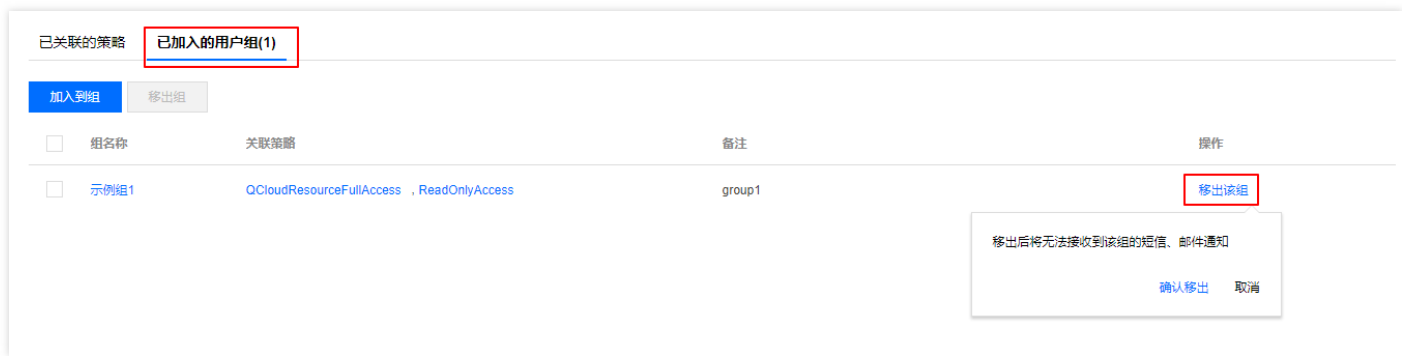 已关联的策略 已加入的用户组(1)
加入到组 移出组
组名称 关联策略 备注 操作
示例组1 QCloudResourceFullAccess , ReadOnlyAccess group1 移出该组
移出后将无法接收到该组的短信、邮件通知
确认移出 取消